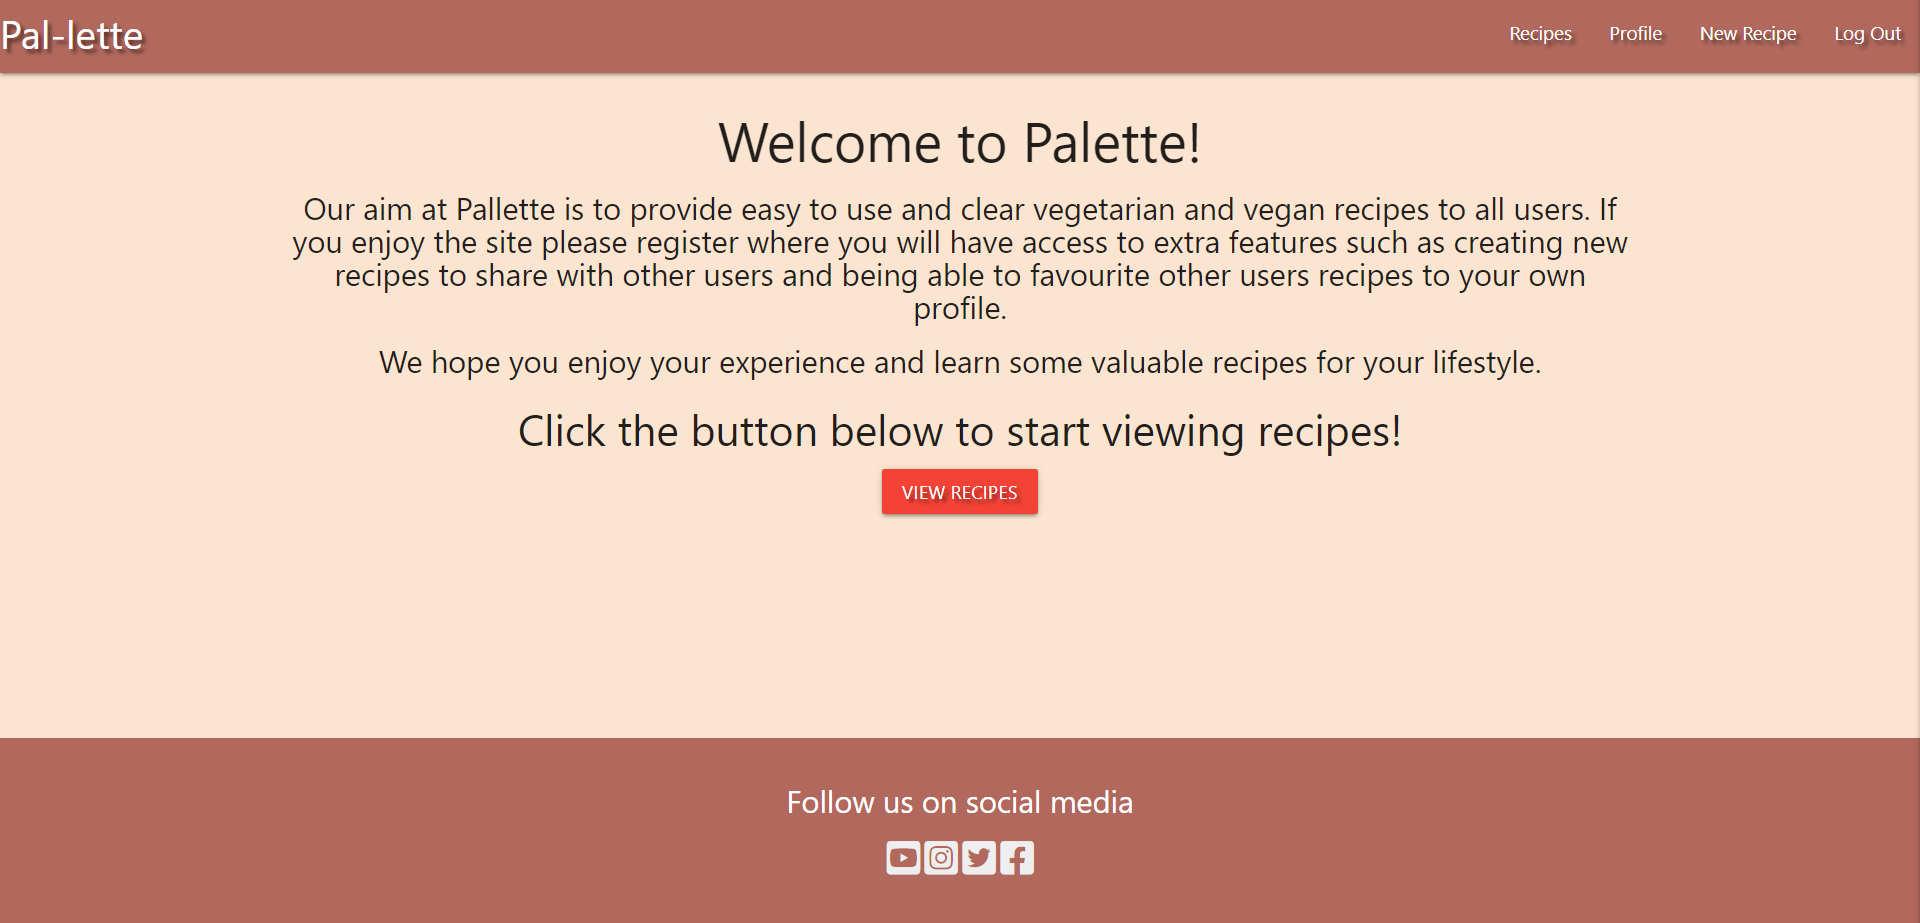 Pal-lette
Recipes Profile New Recipe Log Out
Welcome to Palette!
Our aim at Pallette is to provide easy to use and clear vegetarian and vegan recipes to all users. If
you enjoy the site please register where you will have access to extra features such as creating new
recipes to share with other users and being able to favourite other users recipes to your own
profile.
We hope you enjoy your experience and learn some valuable recipes for your lifestyle.
Click the button below to start viewing recipes!
VIEW RECIPES
Follow us on social media